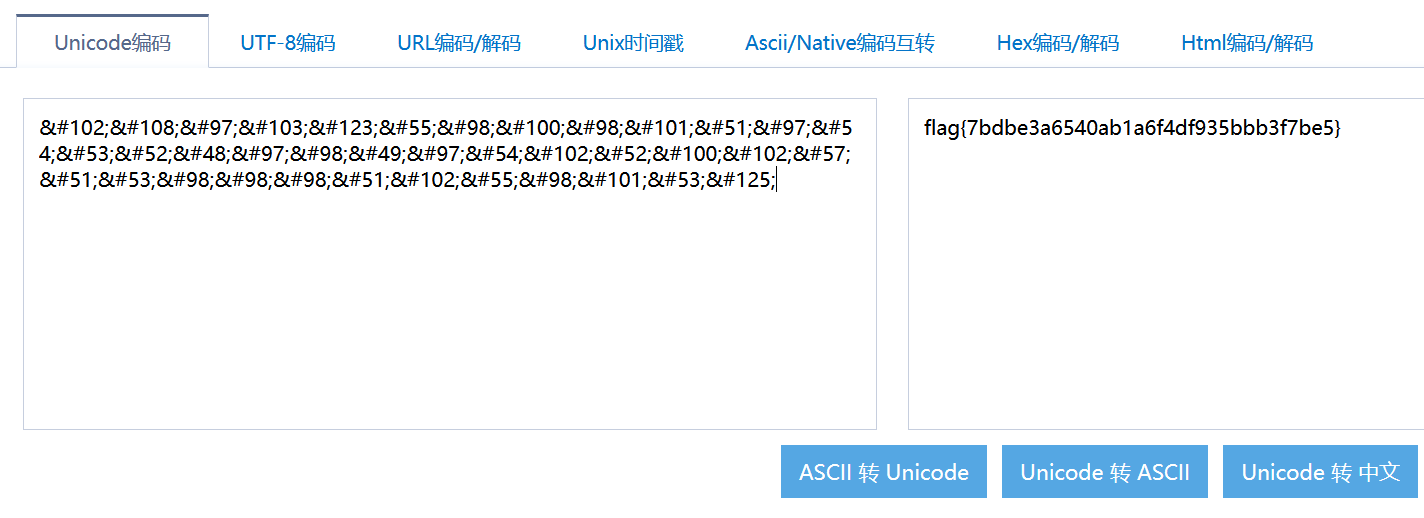 Unicode编码 UTF-8编码 URL编码/解码 Unix时间戳 Ascii/Native编码互转 Hex编码/解码 Html编码/解码
&#102;&#108;&#97;&#103;&#123;&#55;&#98;&#100;&#98;&#101;&#51;&#97;&#5
4;&#53;&#52;&#48;&#97;&#98;&#49;&#97;&#54;&#102;&#52;&#100;&#102;&#57;
&#51;&#53;&#98;&#98;&#98;&#51;&#102;&#55;&#98;&#101;&#53;&#125;
flag{7bdbe3a6540ab1a6f4df935bbb3f7be5}
ASCII 转 Unicode Unicode 转 ASCII Unicode 转 中文